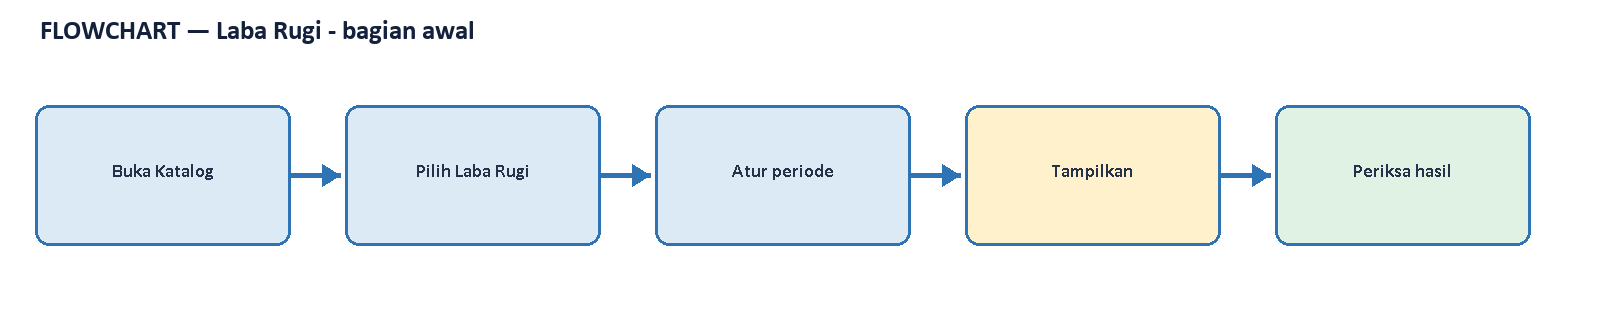 FLOWCHART — Laba Rugi - bagian awal
Buka Katalog
Pilih Laba Rugi
Atur periode
Tampilkan
Periksa hasil